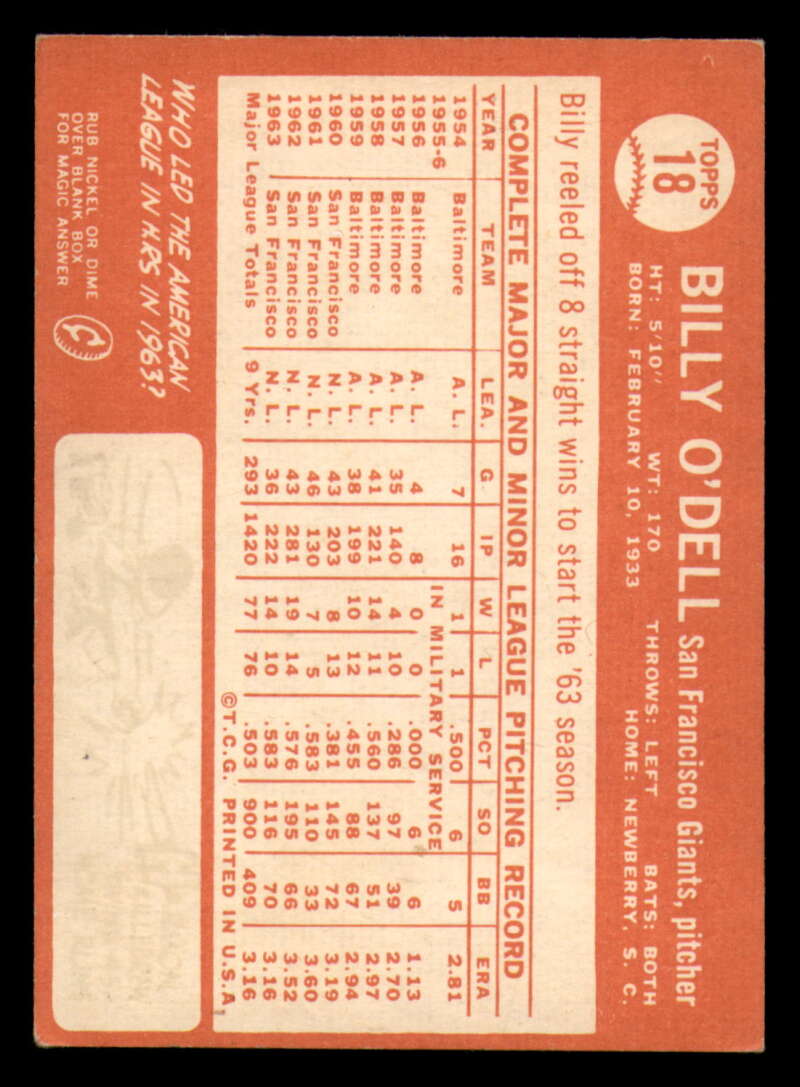 TOPPS
18
BILLY O'DELL San Francisco Giants, pitcher
HT: 5'10" WT: 170 THROWS: LEFT BATS: BOTH
BORN: FEBRUARY 10, 1933 HOME: NEWBERRY, S. C.
Billy reeled off 8 straight wins to start the '63 season.
COMPLETE MAJOR AND MINOR LEAGUE PITCHING RECORD
YEAR TEAM LEA. G IP W L PCT SO BB ERA
1954 Baltimore A. L. 7 16 1 1 .500 6 5 2.81
1955-6 IN MILITARY SERVICE
1956 Baltimore A. L. 4 8 0 0 .000 6 6 1.13
1957 Baltimore A. L. 35 140 4 10 .286 97 39 2.70
1958 Baltimore A. L. 41 221 14 11 .560 137 51 2.97
1959 Baltimore A. L. 38 199 10 12 .455 88 67 2.94
1960 San Francisco N. L. 43 203 8 13 .381 145 72 3.19
1961 San Francisco N. L. 46 130 7 5 .583 110 33 3.60
1962 San Francisco N. L. 43 281 19 14 .576 195 66 3.52
1963 San Francisco N. L. 36 222 14 10 .583 116 70 3.16
Major League Totals 9 Yrs. 293 1420 77 76 .503 900 409 3.16
©T.C.G. PRINTED IN U.S.A.
WHO LED THE AMERICAN
LEAGUE IN H.R'S IN 1963?
RUB NICKEL OR DIME
OVER BLANK BOX
FOR MAGIC ANSWER